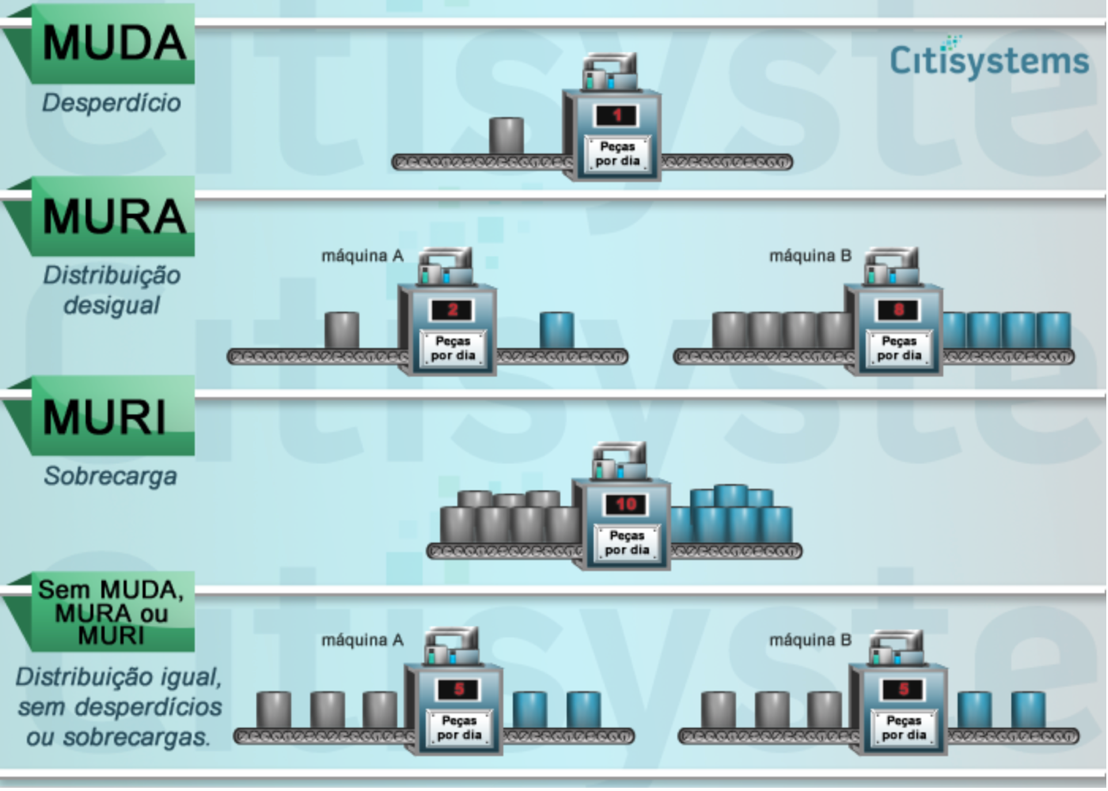 MUDA
Desperdício
Citisystems
1
Peças
por dia
MURA
Distribuição
desigual
máquina A
2
Peças
por dia
máquina B
8
Peças
por dia
MURI
Sobrecarga
10
Peças
por dia
Sem MUDA,
MURA ou
MURI
Distribuição igual,
sem desperdícios
ou sobrecargas.
máquina A
5
Peças
por dia
máquina B
5
Peças
por dia